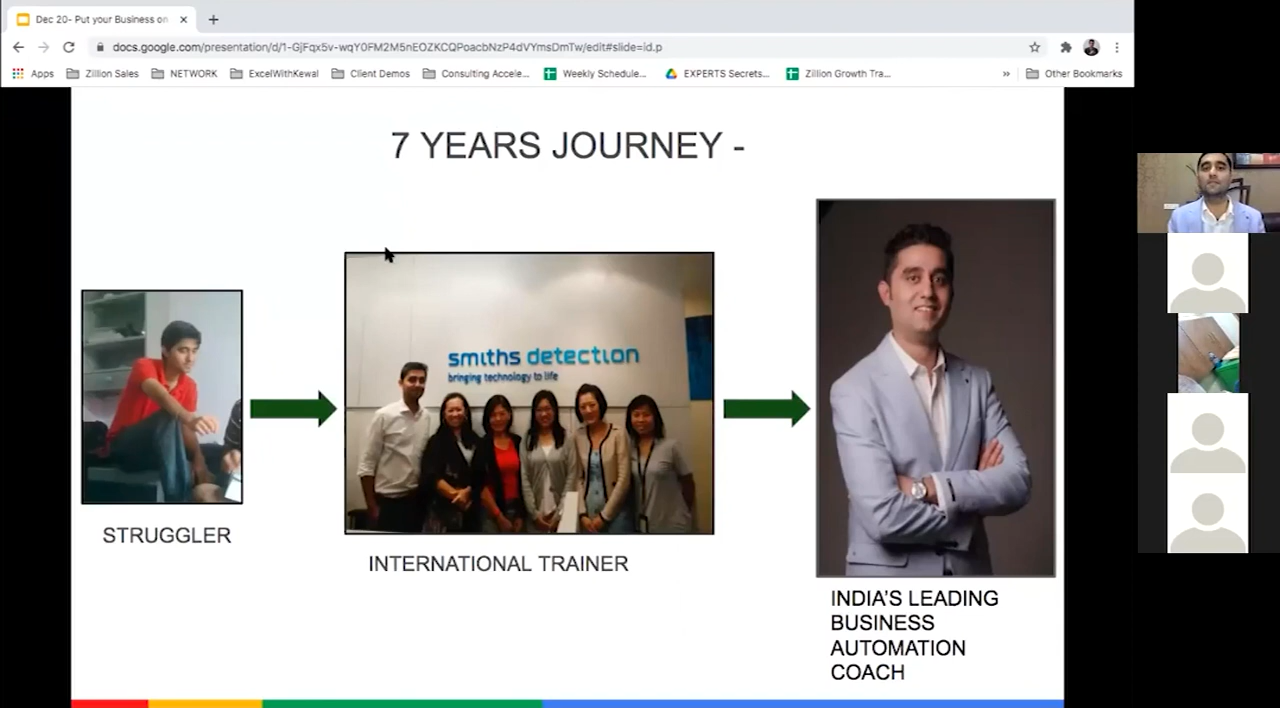 Dec 20- Put your Business on
docs.google.com/presentation/d/1-GjFqx5v-wqY0FM2M5nEOZKCQPoacbNzP4dVYmsDmTw/edit#slide=id.p
Apps
Zillion Sales
NETWORK
ExcelWithKewal
Client Demos
Consulting Accele...
Weekly Schedule...
EXPERTS Secrets...
Zillion Growth Tra...
»
Other Bookmarks
7 YEARS JOURNEY -
smiths detection
bringing technology to life
STRUGGLER
INTERNATIONAL TRAINER
INDIA'S LEADING
BUSINESS
AUTOMATION
COACH